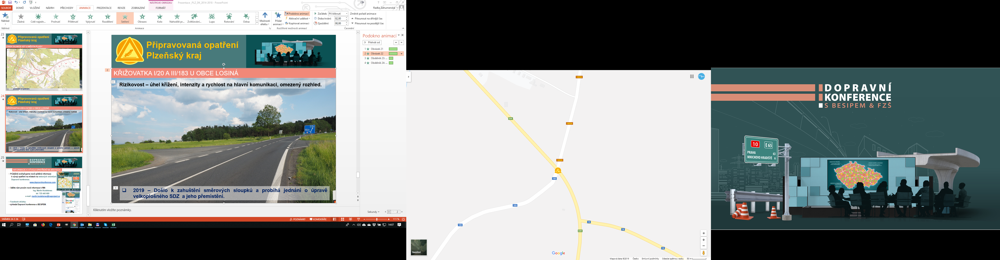 NÁSTROJE OBRÁZKU
Prezentace _PLZ_DK_2014-2018 - PowerPoint
SOUBOR DOMŮ VLOŽENÍ NÁVRH PŘECHODY ANIMACE PREZENTACE REVIZE ZOBRAZENÍ FORMÁT
Radka Zahumenská
Náhled
Žádná Celé najedn... Prolnutí Přilétnutí Vplynutí Rozdělení Setření Obrazec Kolo Nahodilé pr... Zvětšování... Lupa Rotování Odraz
Možnosti efektu
Přidat animaci
Podokno animací
Aktivační událost
Kopírovat animaci
Začátek: Při kliknutí
Doba trvání: 02,00
Zpoždění: 00,00
Změnit pořadí animace
Přesunout na dřívější čas
Přesunout na pozdější čas
Náhled Animace Rozšířené možnosti animací Časování
23
Připravovaná opatření
Plzeňský kraj
ÚSEK SILNICE I/27 U MĚSTA PLASY
24
Připravovaná opatření
Plzeňský kraj
KŘIŽOVATKA I/20 A III/183 U OBCE LOSINÁ
Rizikovost – úhel křížení, intenzity a rychlost na hlavní komunikaci, omezený rozhled.
2019 – Došlo k zahuštění směrových sloupků a probíhá jednání o úpravě
velkoplošného SDZ a jeho přemístění.
25
DOPRAVNÍ
KONFERENCE
INFORMACE K VÝVOJI OPATŘENÍ NA MÍSTECH
• Průběžně zveřejňujeme nově zjištěné informace
k vývoji opatření na místech na webových stránkách
Dopravní konference.
www.dopravnikonference.com
• Sdělte nám prosím nové informace k RM:
Ing. Martin Kostelenec
tel: 725 445 689
e-mail: martin.kostelenec@rseproject.cz
• Facebook stránky:
- vyhledat Dopravní konference s BESIPEM.
Připravovaná opatření
Plzeňský kraj
2
KŘIŽOVATKA I/20 A III/183 U OBCE LOSINÁ
3
Rizikovost – úhel křížení, intenzity a rychlost na hlavní komunikaci, omezený rozhled.
4
2019 – Došlo k zahuštění směrových sloupků a probíhá jednání o úpravě
velkoplošného SDZ a jeho přemístění.
Kliknutím vložíte poznámky.
Podokno animací
Přehrát od
1 Obrázek 21
2 Obrázek 22
3 Obdélník 23: ...
4 Obdélník 24: ...
Sekundy 0 2
SNÍMEK 24 Z 26
POZNÁMKY KOMENTÁŘE 111 %
14:07
18026
E49
18026
18026
183
183
183
19
E49
19
19
Satelitní
Google
Mapová data ©2019 Česko Smluvní podmínky Odeslat zpětnou vazbu 50 m
DOPRAVNÍ
KONFERENCE
S BESIPEM & FZŠ
10 E 65
PRAHA 63
MNICHOVO HRADIŠTĚ 6